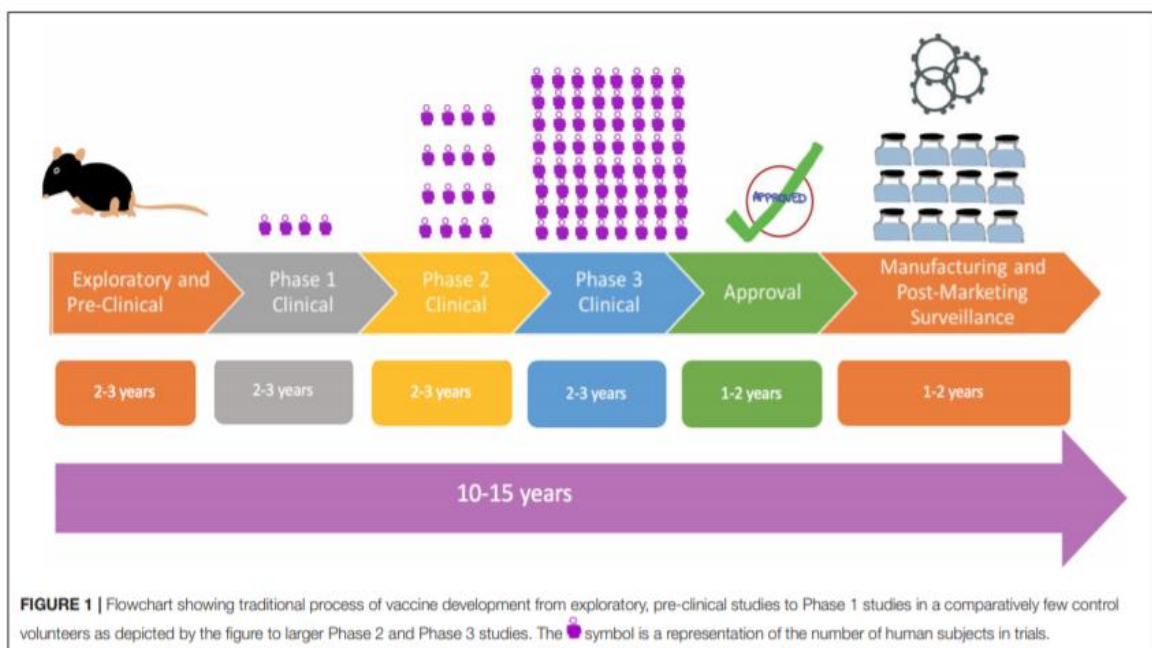 APPROVED
Exploratory and
Pre-Clinical
Phase 1
Clinical
Phase 2
Clinical
Phase 3
Clinical
Approval
Manufacturing and
Post-Marketing
Surveillance
2-3 years
2-3 years
2-3 years
2-3 years
1-2 years
1-2 years
10-15 years
FIGURE 1 | Flowchart showing traditional process of vaccine development from exploratory, pre-clinical studies to Phase 1 studies in a comparatively few control
volunteers as depicted by the figure to larger Phase 2 and Phase 3 studies. The symbol is a representation of the number of human subjects in trials.